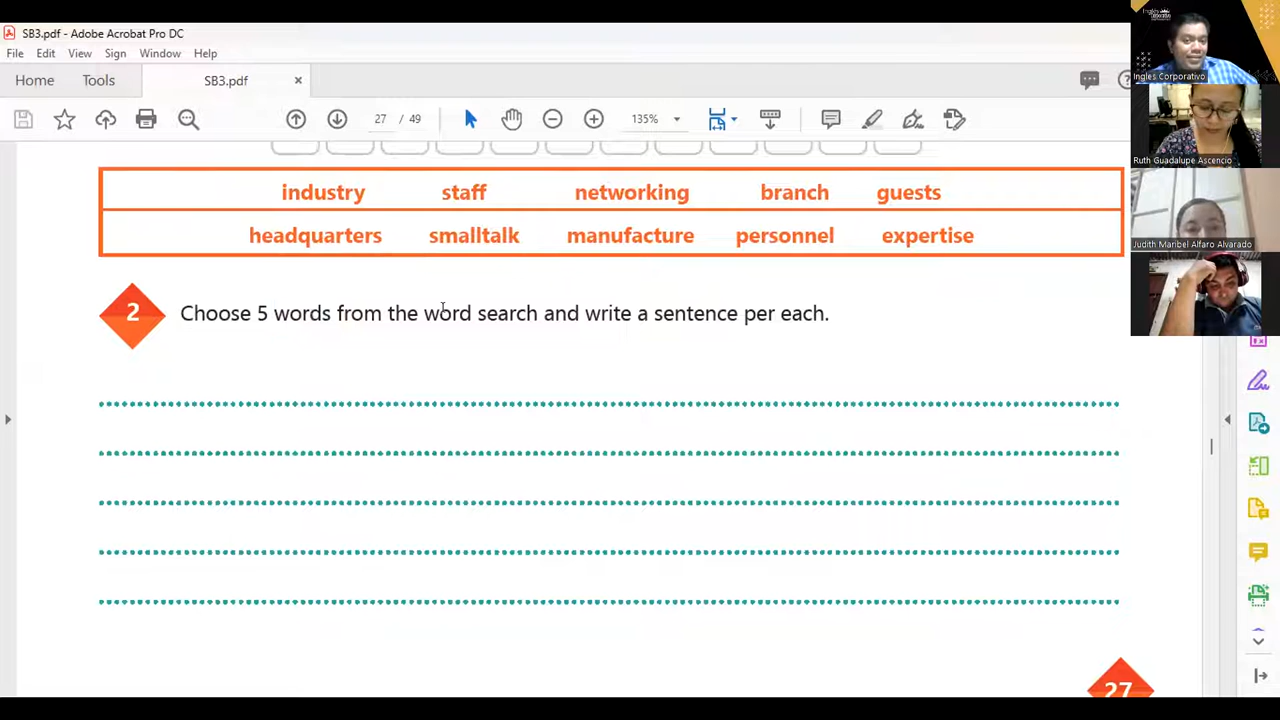 SB3.pdf - Adobe Acrobat Pro DC
File Edit View Sign Window Help
Home Tools SB3.pdf
27 / 49 135%
industry staff networking branch guests
headquarters smalltalk manufacture personnel expertise
2 Choose 5 words from the word search and write a sentence per each.
27
Inglés Corporativo
Ingles Corporativo
Ruth Guadalupe Ascencio
Judith Maribel Alfaro Alvarado